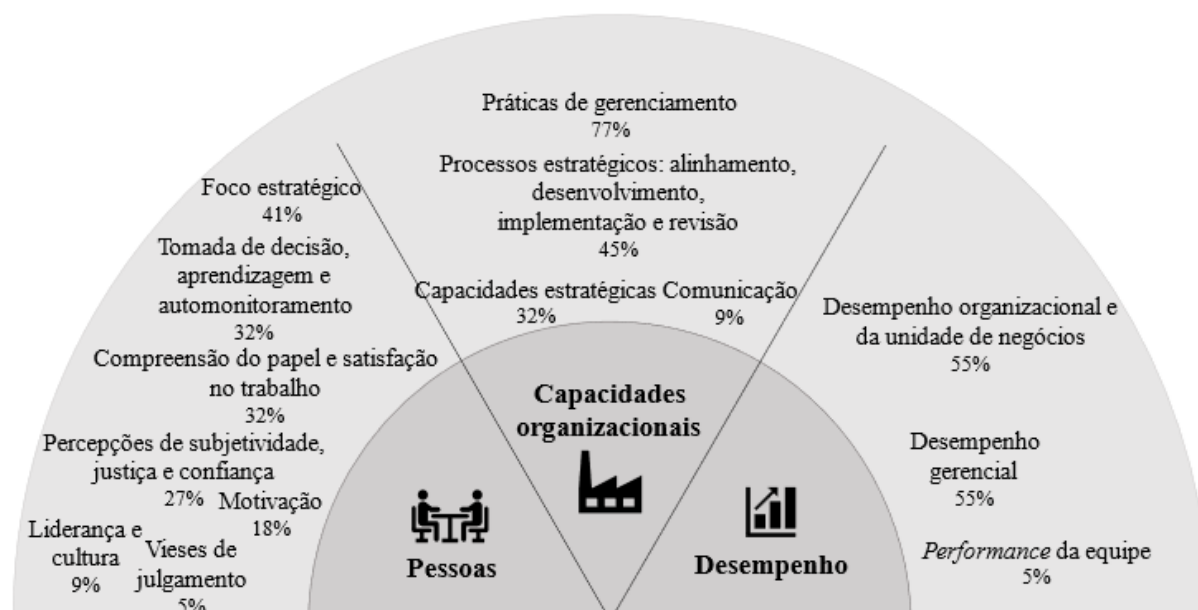 Práticas de gerenciamento
77%
Processos estratégicos: alinhamento,
desenvolvimento,
implementação e revisão
45%
Capacidades estratégicas
32%
Comunicação
9%
Foco estratégico
41%
Tomada de decisão,
aprendizagem e
automonitoramento
32%
Compreensão do papel e satisfação
no trabalho
32%
Percepções de subjetividade,
justiça e confiança
27%
Motivação
18%
Liderança e
cultura
9%
Vieses de
julgamento
5%
Desempenho organizacional e
da unidade de negócios
55%
Desempenho
gerencial
55%
Performance da equipe
5%
Capacidades
organizacionais
Pessoas
Desempenho